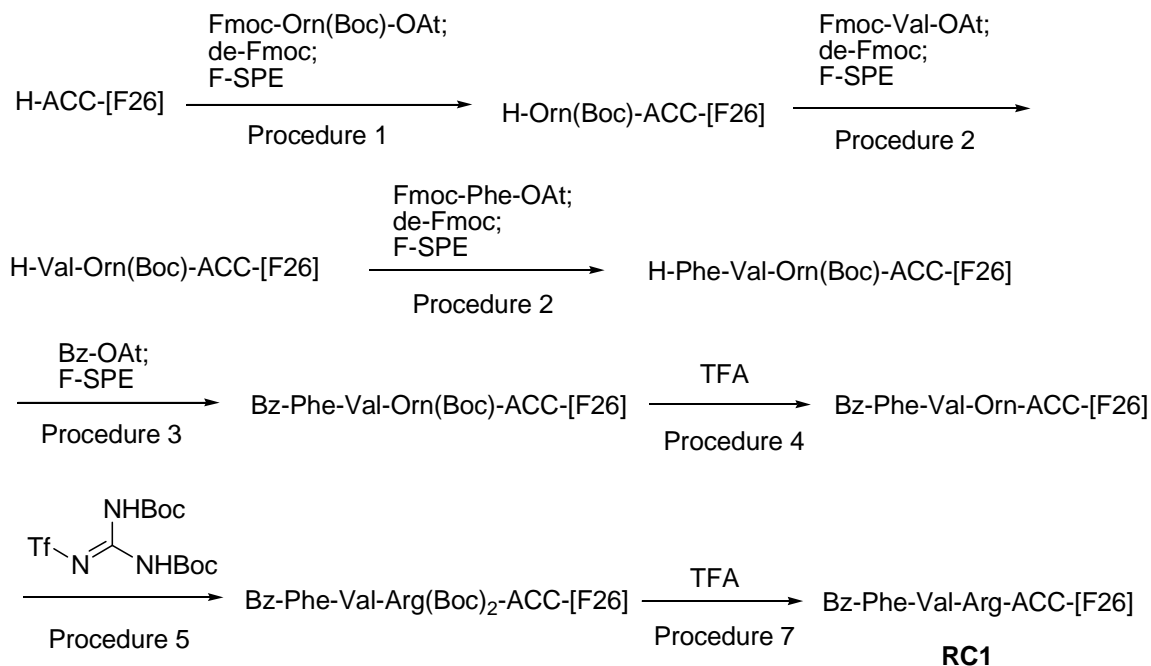 Fmoc-Orn(Boc)-OAt;
de-Fmoc;
F-SPE
H-ACC-[F26]
Procedure 1
H-Orn(Boc)-ACC-[F26]
Fmoc-Val-OAt;
de-Fmoc;
F-SPE
Procedure 2
H-Val-Orn(Boc)-ACC-[F26]
Fmoc-Phe-OAt;
de-Fmoc;
F-SPE
Procedure 2
H-Phe-Val-Orn(Boc)-ACC-[F26]
Bz-OAt;
F-SPE
Procedure 3
Bz-Phe-Val-Orn(Boc)-ACC-[F26]
TFA
Procedure 4
Bz-Phe-Val-Orn-ACC-[F26]
NHBoc
Tf
N
NHBoc
Procedure 5
Bz-Phe-Val-Arg(Boc)2-ACC-[F26]
TFA
Procedure 7
Bz-Phe-Val-Arg-ACC-[F26]
RC1